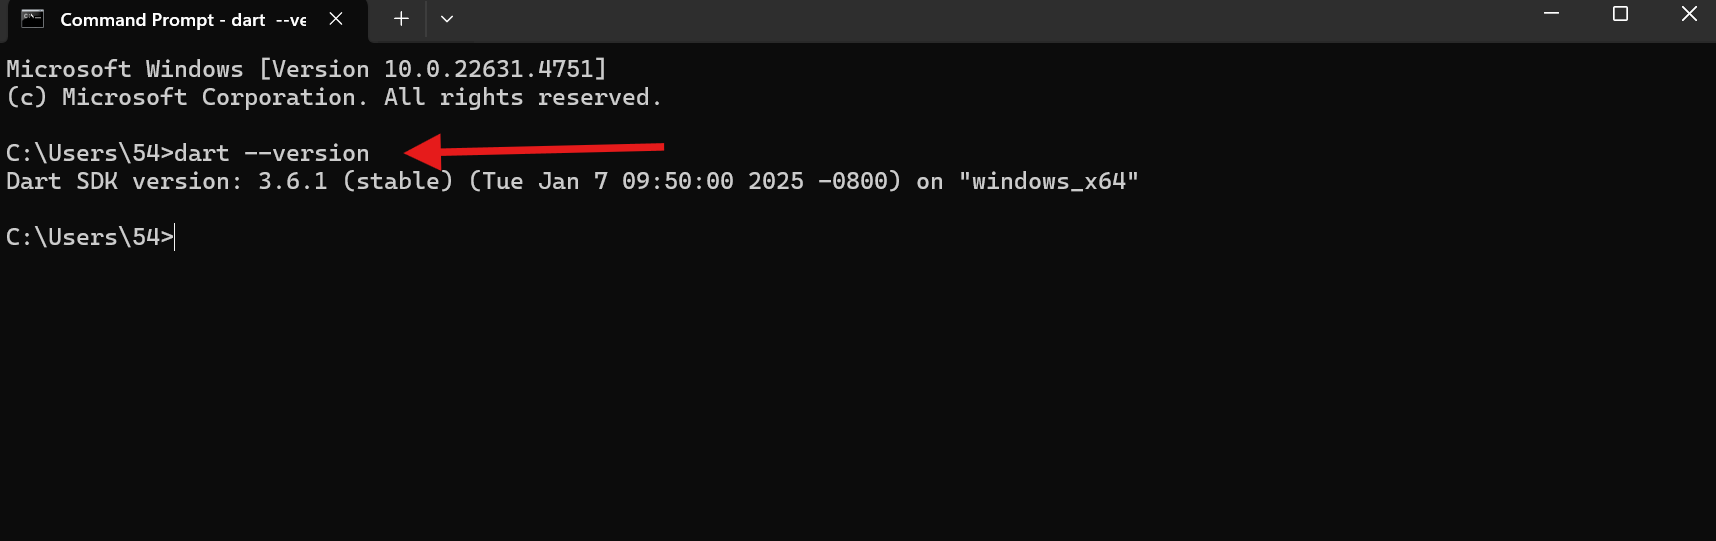 Command Prompt - dart --ve
Microsoft Windows [Version 10.0.22631.4751]
(c) Microsoft Corporation. All rights reserved.
C:\Users\54>dart --version
Dart SDK version: 3.6.1 (stable) (Tue Jan 7 09:50:00 2025 -0800) on "windows_x64"
C:\Users\54>